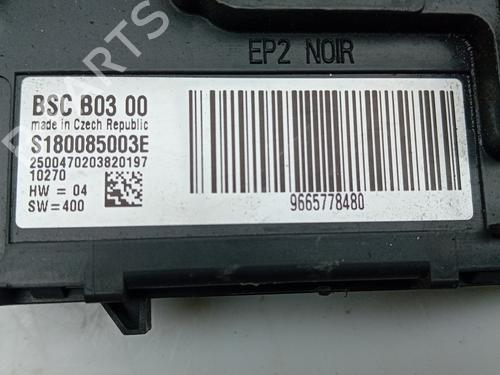 EP2 NOIR
BSC B03 00
made in Czech Republic
S180085003E
2500470203820197
10270
HW = 04
SW=400
9665778480